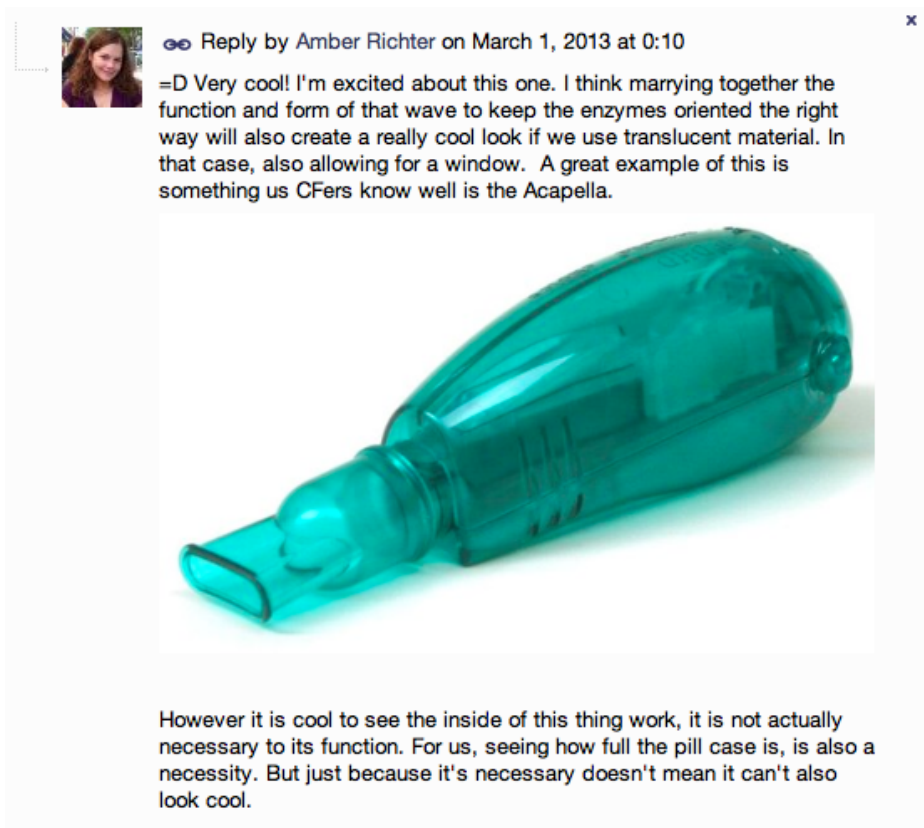 x
Reply by Amber Richter on March 1, 2013 at 0:10
=D Very cool! I'm excited about this one. I think marrying together the
function and form of that wave to keep the enzymes oriented the right
way will also create a really cool look if we use translucent material. In
that case, also allowing for a window.  A great example of this is
something us CFers know well is the Acapella.
However it is cool to see the inside of this thing work, it is not actually
necessary to its function. For us, seeing how full the pill case is, is also a
necessity. But just because it's necessary doesn't mean it can't also
look cool.